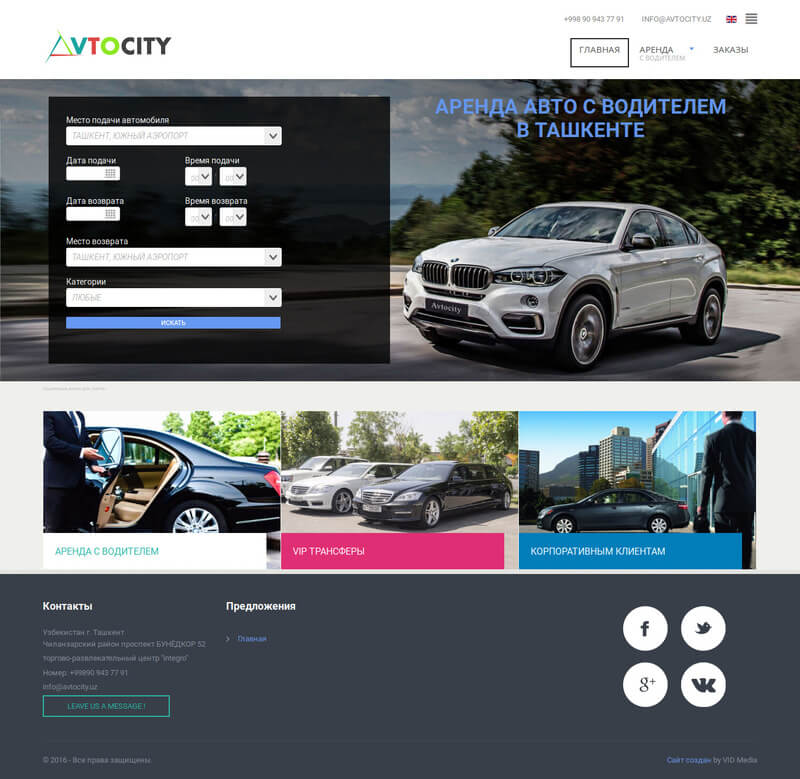 +998 90 943 77 91 INFO@AVTOCITY.UZ
AVTOCITY
ГЛАВНАЯ АРЕНДА ЗАКАЗЫ
С ВОДИТЕЛЕМ
АРЕНДА АВТО С ВОДИТЕЛЕМ
В ТАШКЕНТЕ
Место подачи автомобиля
ТАШКЕНТ, ЮЖНЫЙ АЭРОПОРТ
Дата подачи Время подачи
00 : 00
Дата возврата Время возврата
00 : 00
Место возврата
ТАШКЕНТ, ЮЖНЫЙ АЭРОПОРТ
Категории
ЛЮБЫЕ
ИСКАТЬ
Avtocity
АРЕНДА С ВОДИТЕЛЕМ
VIP ТРАНСФЕРЫ
КОРПОРАТИВНЫМ КЛИЕНТАМ
Контакты
Узбекистан г. Ташкент
Чиланзарский район проспект БУНЁДКОР 52
торгово-развлекательный центр "integro"
Номер: +99890 943 77 91
info@avtocity.uz
LEAVE US A MESSAGE !
Предложения
Главная
© 2016 - Все права защищены.
Сайт создан by VID Media